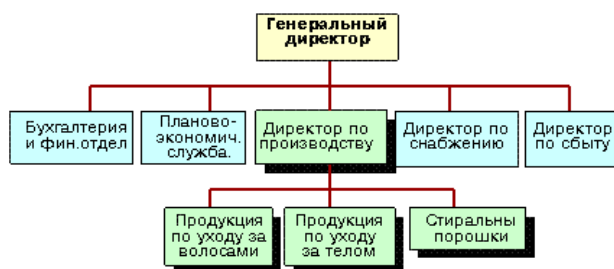 Генеральный
директор
Бухгалтерия
и фин.отдел
Планово-
экономич.
служба.
Директор по
производству
Директор по
снабжению
Директор
по сбыту
Продукция
по уходу за
волосами
Продукция
по уходу
за телом
Стиральны
порошки